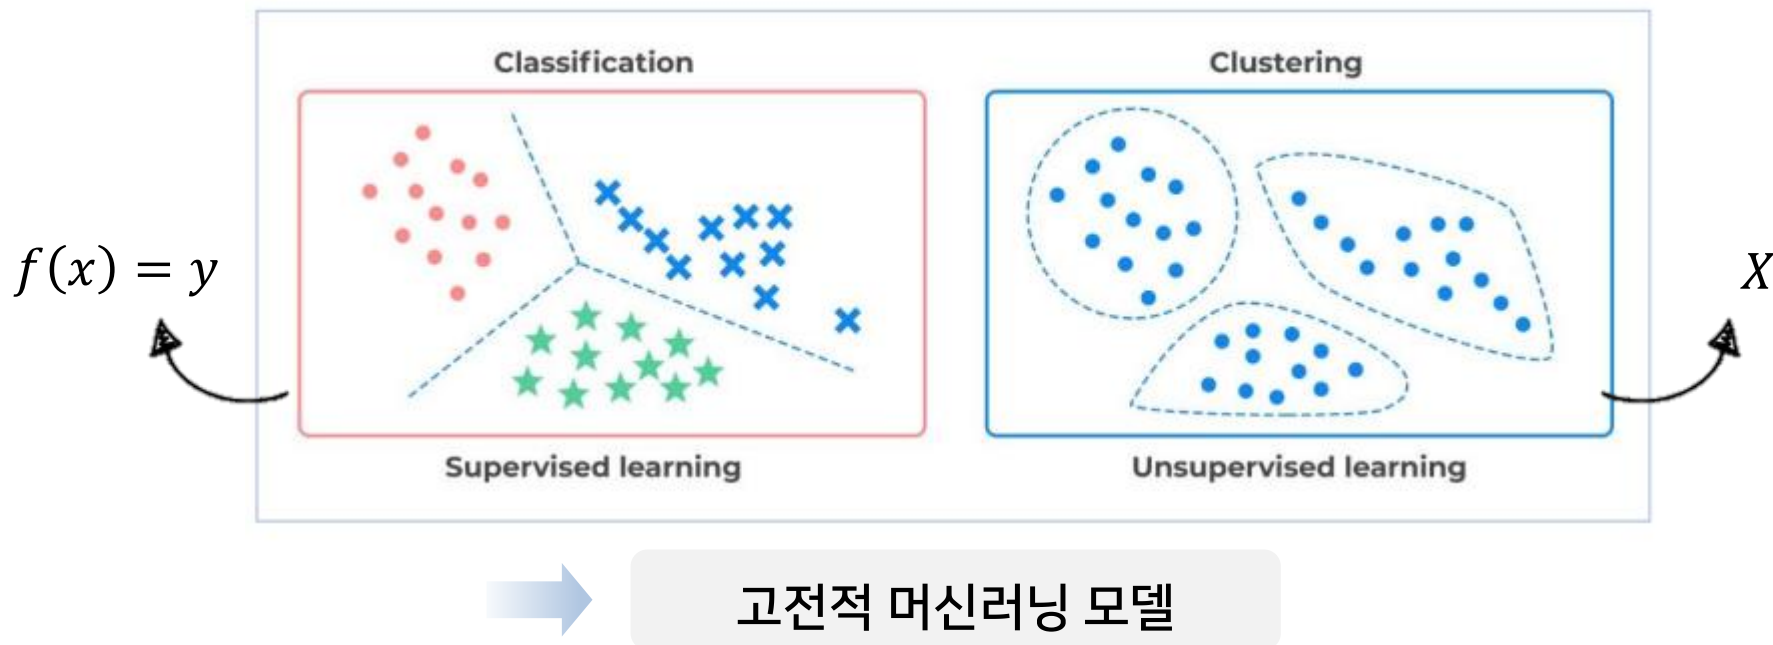 Classification
Clustering
f(x) = y
X
Supervised learning
Unsupervised learning
고전적 머신러닝 모델